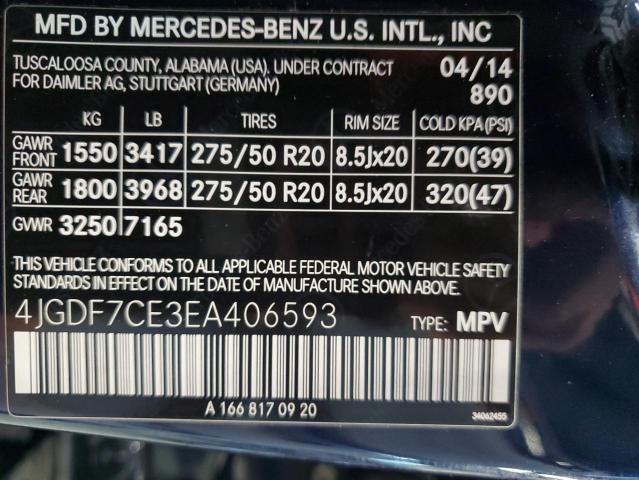 MFD BY MERCEDES-BENZ U.S. INTL., INC
TUSCALOOSA COUNTY, ALABAMA (USA). UNDER CONTRACT 04/14
FOR DAIMLER AG, STUTTGART (GERMANY) 890
KG LB TIRES RIM SIZE COLD KPA(PSI)
GAWR FRONT 1550 3417 275/50 R20 8.5Jx20 270(39)
GAWR REAR 1800 3968 275/50 R20 8.5Jx20 320(47)
GVWR 3250 7165
THIS VEHICLE CONFORMS TO ALL APPLICABLE FEDERAL MOTOR VEHICLE SAFETY
STANDARDS IN EFFECT ON THE DATE OF MANUFACTURE SHOWN ABOVE.
4JGDF7CE3EA406593 TYPE: MPV
A 166 817 09 20 34062455